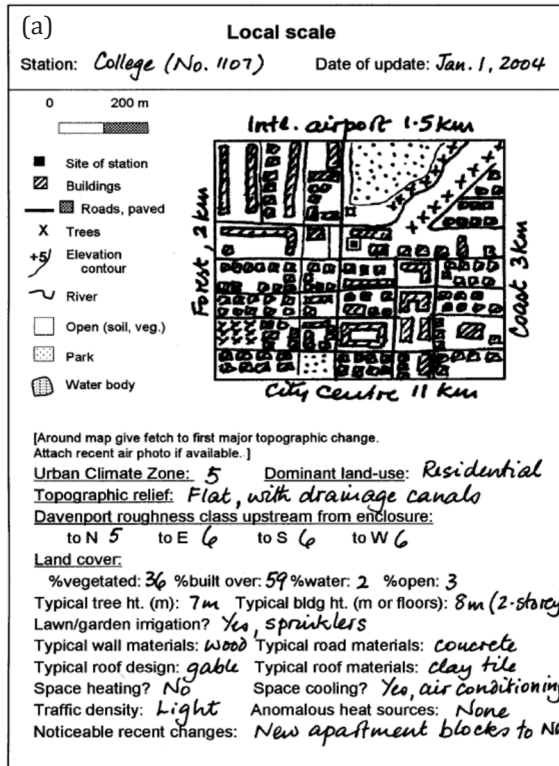 (a)
Local scale
Station: College (No. 1107) Date of update: Jan. 1, 2004
0 200 m
Intl. airport 1.5 km
Site of station
Buildings
Roads, paved
X Trees
+5 Elevation
contour
River
Open (soil, veg.)
Park
Water body
Forest, 2 km
Coast 3 km
City Centre 11 km
[Around map give fetch to first major topographic change.
Attach recent air photo if available. ]
Urban Climate Zone: 5 Dominant land-use: Residential
Topographic relief: Flat, with drainage canals
Davenport roughness class upstream from enclosure:
to N 5 to E 6 to S 6 to W 6
Land cover:
%vegetated: 36 %built over: 59 %water: 2 %open: 3
Typical tree ht. (m): 7m Typical bldg ht. (m or floors): 8m (2-storey
Lawn/garden irrigation? Yes, sprinklers
Typical wall materials: wood Typical road materials: concrete
Typical roof design: gable Typical roof materials: clay tile
Space heating? No Space cooling? Yes, air conditioning
Traffic density: Light Anomalous heat sources: None
Noticeable recent changes: New apartment blocks to